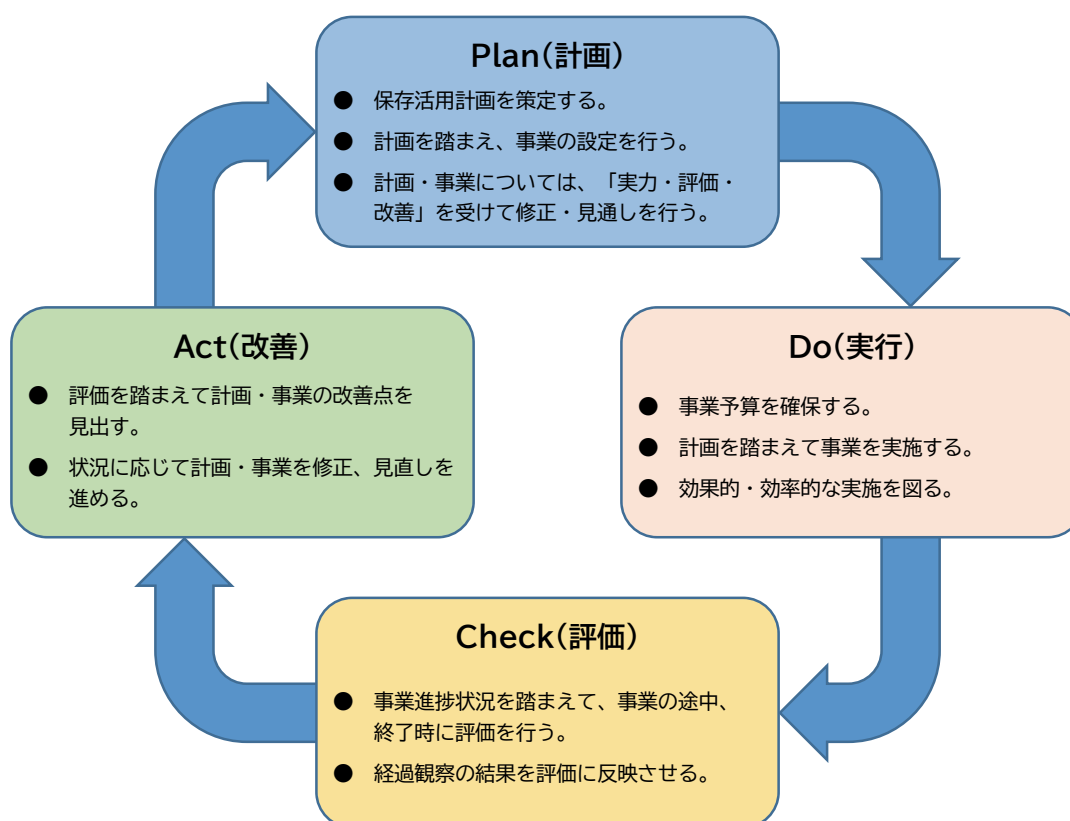 Plan(計画)
● 保存活用計画を策定する。
● 計画を踏まえ、事業の設定を行う。
● 計画・事業については、「実力・評価・
改善」を受けて修正・見通しを行う。
Act(改善)
● 評価を踏まえて計画・事業の改善点を
見出す。
● 状況に応じて計画・事業を修正、見直しを
進める。
Do(実行)
● 事業予算を確保する。
● 計画を踏まえて事業を実施する。
● 効果的・効率的な実施を図る。
Check(評価)
● 事業進捗状況を踏まえて、事業の途中、
終了時に評価を行う。
● 経過観察の結果を評価に反映させる。